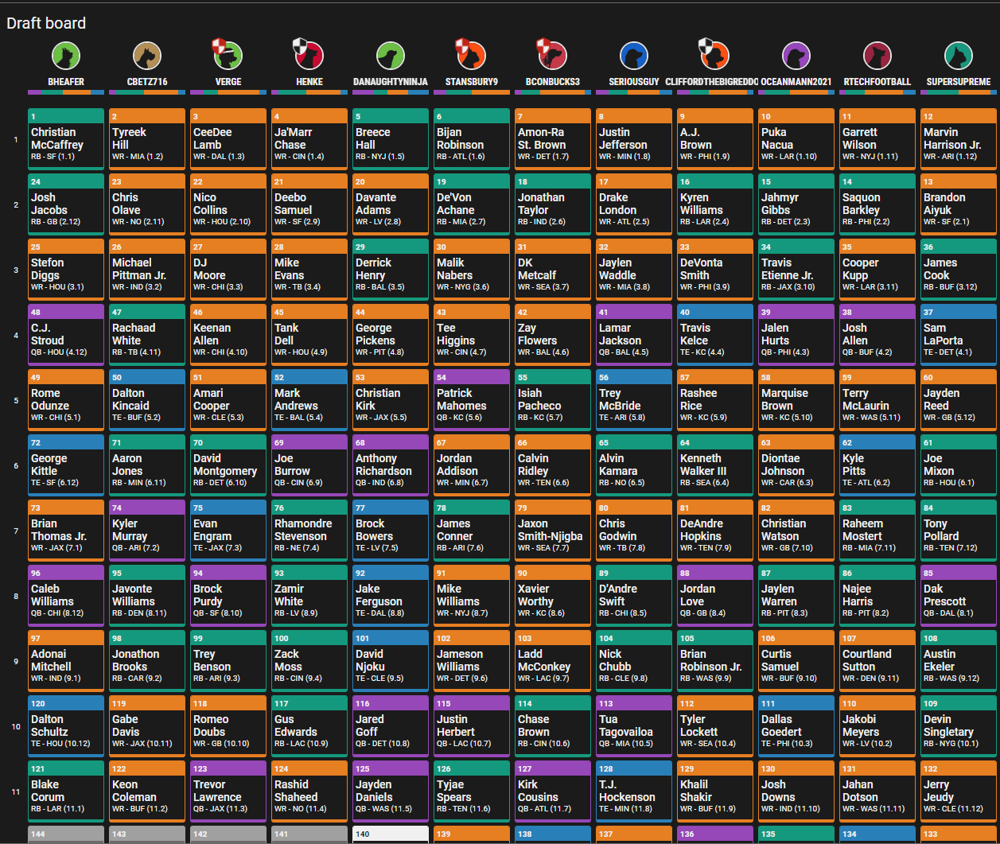 Draft board
BHEAFER CBETZ716 VERGE HENKE DANAUGHTYNINJA STANSBURY9 BCONBUCKS3 SERIOUSGUY CLIFFORDTHEBIGREDDO OCEANMANN2021 RTECHFOOTBALL SUPERSUPREME
1 2 3 4 5 6 7 8 9 10 11 12
Christian Tyreek CeeDee Ja'Marr Breece Bijan Amon-Ra Justin A.J. Puka Garrett Marvin
1 McCaffrey Hill Lamb Chase Hall Robinson St. Brown Jefferson Brown Nacua Wilson Harrison Jr.
RB - SF (1.1) WR - MIA (1.2) WR - DAL (1.3) WR - CIN (1.4) RB - NYJ (1.5) RB - ATL (1.6) WR - DET (1.7) WR - MIN (1.8) WR - PHI (1.9) WR - LAR (1.10) WR - NYJ (1.11) WR - ARI (1.12)
24 23 22 21 20 19 18 17 16 15 14 13
Josh Chris Nico Deebo Davante De'Von Jonathan Drake Kyren Jahmyr Saquon Brandon
2 Jacobs Olave Collins Samuel Adams Achane Taylor London Williams Gibbs Barkley Aiyuk
RB - GB (2.12) WR - NO (2.11) WR - HOU (2.10) WR - SF (2.9) WR - LV (2.8) RB - MIA (2.7) RB - IND (2.6) WR - ATL (2.5) RB - LAR (2.4) RB - DET (2.3) RB - PHI (2.2) WR - SF (2.1)
25 26 27 28 29 30 31 32 33 34 35 36
Stefon Michael DJ Mike Derrick Malik DK Jaylen DeVonta Travis Cooper James
3 Diggs Pittman Jr. Moore Evans Henry Nabers Metcalf Waddle Smith Etienne Jr. Kupp Cook
WR - HOU (3.1) WR - IND (3.2) WR - CHI (3.3) WR - TB (3.4) RB - BAL (3.5) WR - NYG (3.6) WR - SEA (3.7) WR - MIA (3.8) WR - PHI (3.9) RB - JAX (3.10) WR - LAR (3.11) RB - BUF (3.12)
48 47 46 45 44 43 42 41 40 39 38 37
C.J. Rachaad Keenan Tank George Tee Zay Lamar Travis Jalen Josh Sam
4 Stroud White Allen Dell Pickens Higgins Flowers Jackson Kelce Hurts Allen LaPorta
QB - HOU (4.12) RB - TB (4.11) WR - CHI (4.10) WR - HOU (4.9) WR - PIT (4.8) WR - CIN (4.7) WR - BAL (4.6) QB - BAL (4.5) TE - KC (4.4) QB - PHI (4.3) QB - BUF (4.2) TE - DET (4.1)
49 50 51 52 53 54 55 56 57 58 59 60
Rome Dalton Amari Mark Christian Patrick Isiah Trey Rashee Marquise Terry Jayden
5 Odunze Kincaid Cooper Andrews Kirk Mahomes Pacheco McBride Rice Brown McLaurin Reed
WR - CHI (5.1) TE - BUF (5.2) WR - CLE (5.3) TE - BAL (5.4) WR - JAX (5.5) QB - KC (5.6) RB - KC (5.7) TE - ARI (5.8) WR - KC (5.9) WR - KC (5.10) WR - WAS (5.11) WR - GB (5.12)
72 71 70 69 68 67 66 65 64 63 62 61
George Aaron David Joe Anthony Jordan Calvin Alvin Kenneth Diontae Kyle Joe
6 Kittle Jones Montgomery Burrow Richardson Addison Ridley Kamara Walker III Johnson Pitts Mixon
TE - SF (6.12) RB - MIN (6.11) RB - DET (6.10) QB - CIN (6.9) QB - IND (6.8) WR - MIN (6.7) WR - TEN (6.6) RB - NO (6.5) RB - SEA (6.4) WR - CAR (6.3) TE - ATL (6.2) RB - HOU (6.1)
73 74 75 76 77 78 79 80 81 82 83 84
Brian Kyler Evan Rhamondre Brock James Jaxon Chris DeAndre Christian Raheem Tony
7 Thomas Jr. Murray Engram Stevenson Bowers Conner Smith-Njigba Godwin Hopkins Watson Mostert Pollard
WR - JAX (7.1) QB - ARI (7.2) TE - JAX (7.3) RB - NE (7.4) TE - LV (7.5) RB - ARI (7.6) WR - SEA (7.7) WR - TB (7.8) WR - TEN (7.9) WR - GB (7.10) RB - MIA (7.11) RB - TEN (7.12)
96 95 94 93 92 91 90 89 88 87 86 85
Caleb Javonte Brock Zamir Jake Mike Xavier D'Andre Jordan Jaylen Najee Dak
8 Williams Williams Purdy White Ferguson Williams Worthy Swift Love Warren Harris Prescott
QB - CHI (8.12) RB - DEN (8.11) QB - SF (8.10) RB - LV (8.9) TE - DAL (8.8) WR - NYJ (8.7) WR - KC (8.6) RB - CHI (8.5) QB - GB (8.4) RB - PIT (8.3) RB - PIT (8.2) QB - DAL (8.1)
97 98 99 100 101 102 103 104 105 106 107 108
Adonai Jonathon Trey Zack David Jameson Ladd Nick Brian Curtis Courtland Austin
9 Mitchell Brooks Benson Moss Njoku Williams McConkey Chubb Robinson Jr. Samuel Sutton Ekeler
WR - IND (9.1) RB - CAR (9.2) RB - ARI (9.3) RB - CIN (9.4) TE - CLE (9.5) WR - DET (9.6) WR - LAC (9.7) RB - CLE (9.8) RB - WAS (9.9) WR - BUF (9.10) WR - DEN (9.11) RB - WAS (9.12)
120 119 118 117 116 115 114 113 112 111 110 109
Dalton Gabe Romeo Gus Jared Justin Chase Tua Tyler Dallas Jakobi Devin
10 Schultz Davis Doubs Edwards Goff Herbert Brown Tagovailoa Lockett Goedert Meyers Singletary
TE - HOU (10.12) WR - JAX (10.11) WR - GB (10.10) RB - LAC (10.9) QB - DET (10.8) QB - LAC (10.7) RB - CIN (10.6) QB - MIA (10.5) WR - SEA (10.4) TE - PHI (10.3) WR - LV (10.2) RB - NYG (10.1)
121 122 123 124 125 126 127 128 129 130 131 132
Blake Keon Trevor Rashid Jayden Tyjae Kirk T.J. Khalil Josh Jahan Jerry
11 Corum Coleman Lawrence Shaheed Daniels Spears Cousins Hockenson Shakir Downs Dotson Jeudy
RB - LAR (11.1) WR - BUF (11.2) QB - JAX (11.3) WR - NO (11.4) QB - WAS (11.5) RB - TEN (11.6) QB - ATL (11.7) TE - MIN (11.8) WR - BUF (11.9) WR - IND (11.10) WR - WAS (11.11) WR - CLE (11.12)
144 143 142 141 140 139 138 137 136 135 134 133